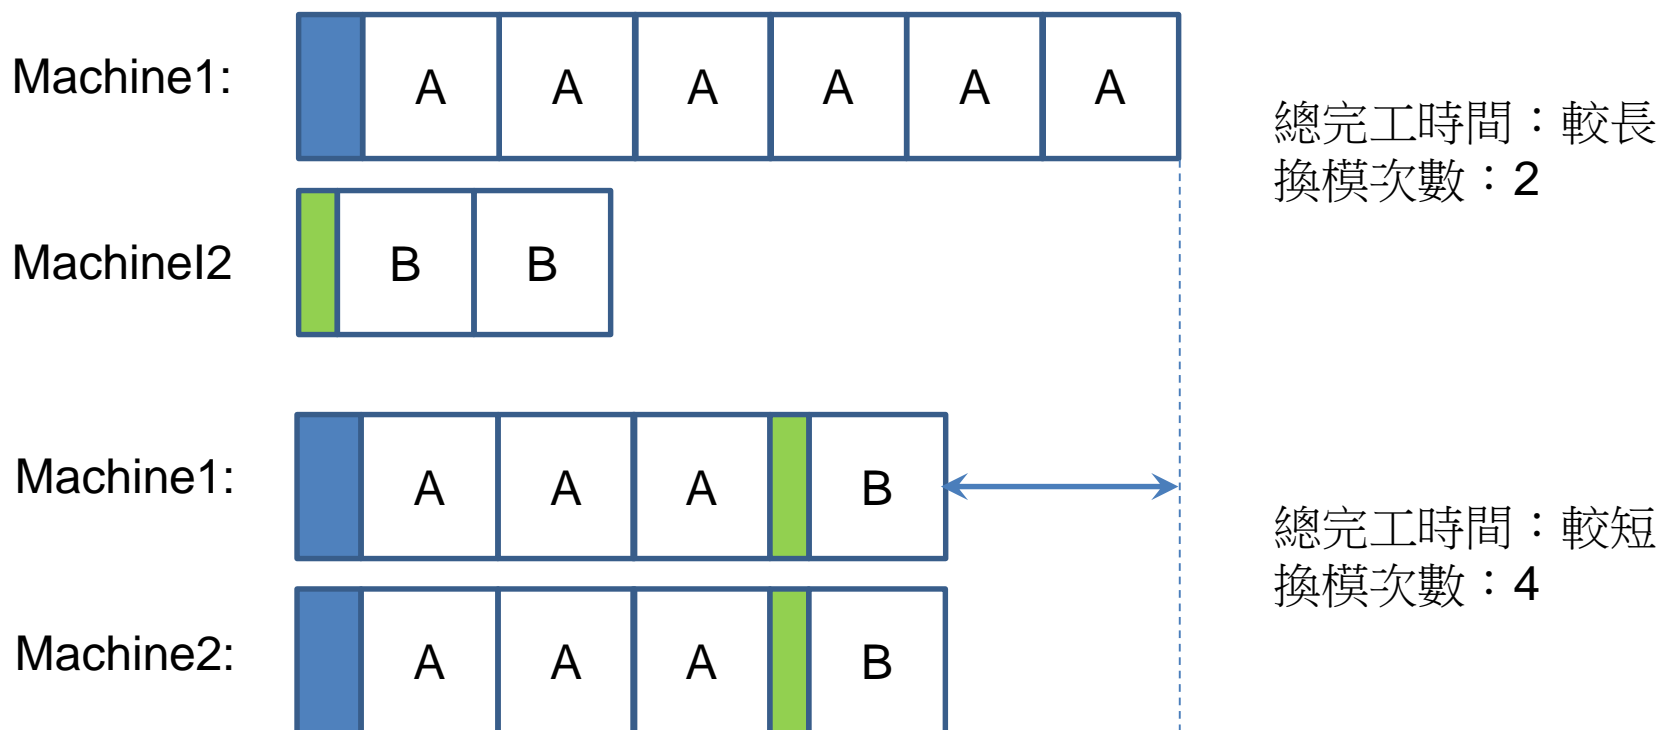 Machine1:
A A A A A A
總完工時間：較長
換模次數：2
MachineI2
B B
Machine1:
A A A B
總完工時間：較短
換模次數：4
Machine2:
A A A B